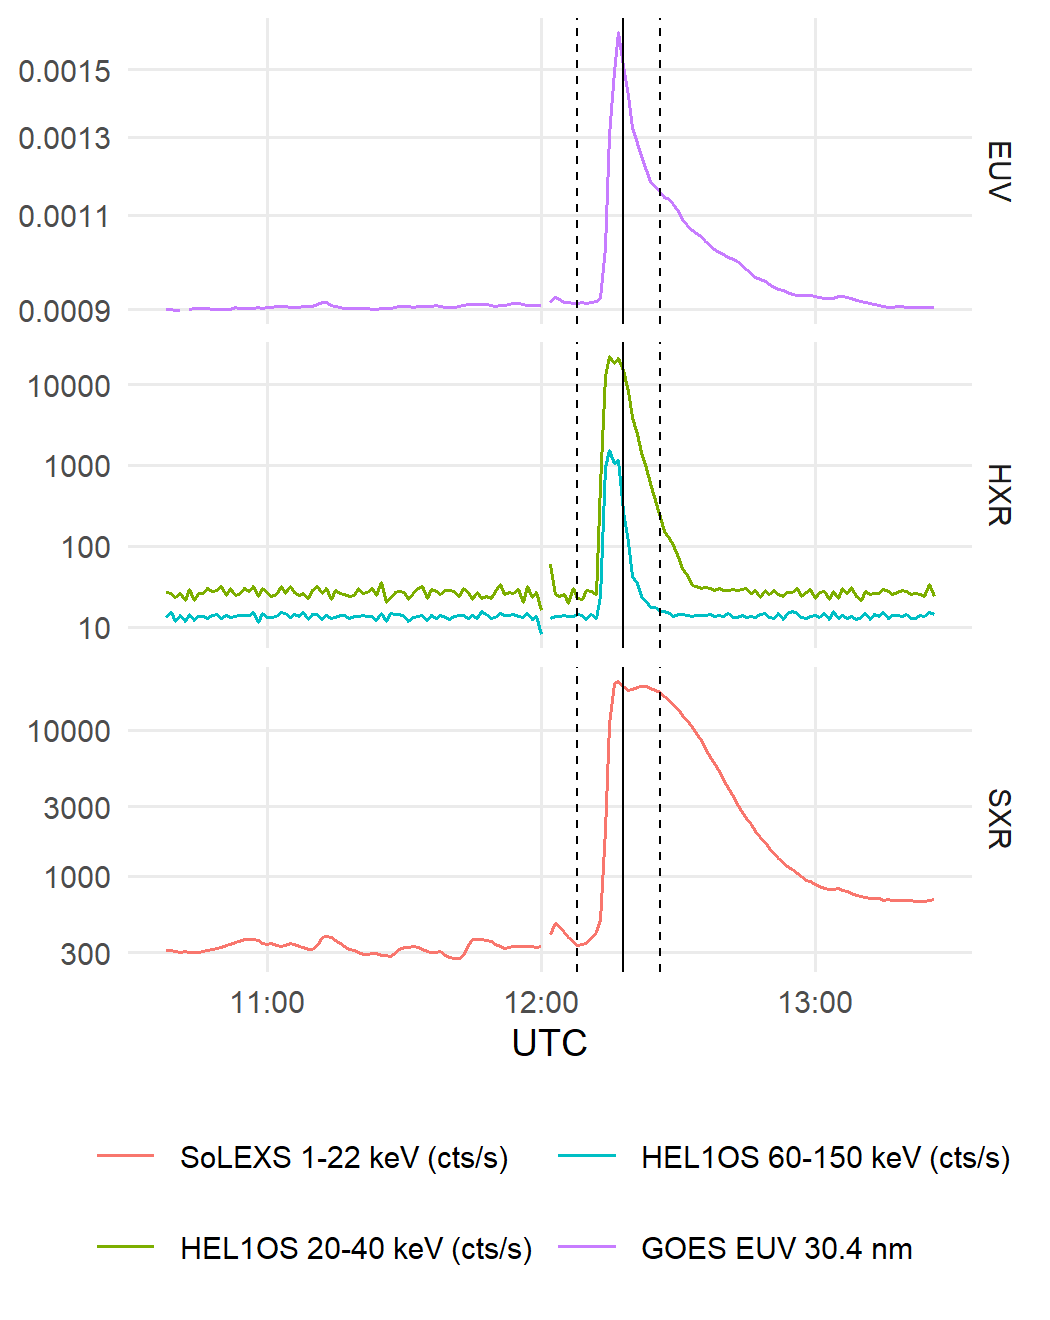 0.0015
0.0013
0.0011
0.0009
EUV
10000
1000
100
10
HXR
10000
3000
1000
300
SXR
11:00 12:00 13:00
UTC
SoLEXS 1-22 keV (cts/s) HEL1OS 60-150 keV (cts/s)
HEL1OS 20-40 keV (cts/s) GOES EUV 30.4 nm